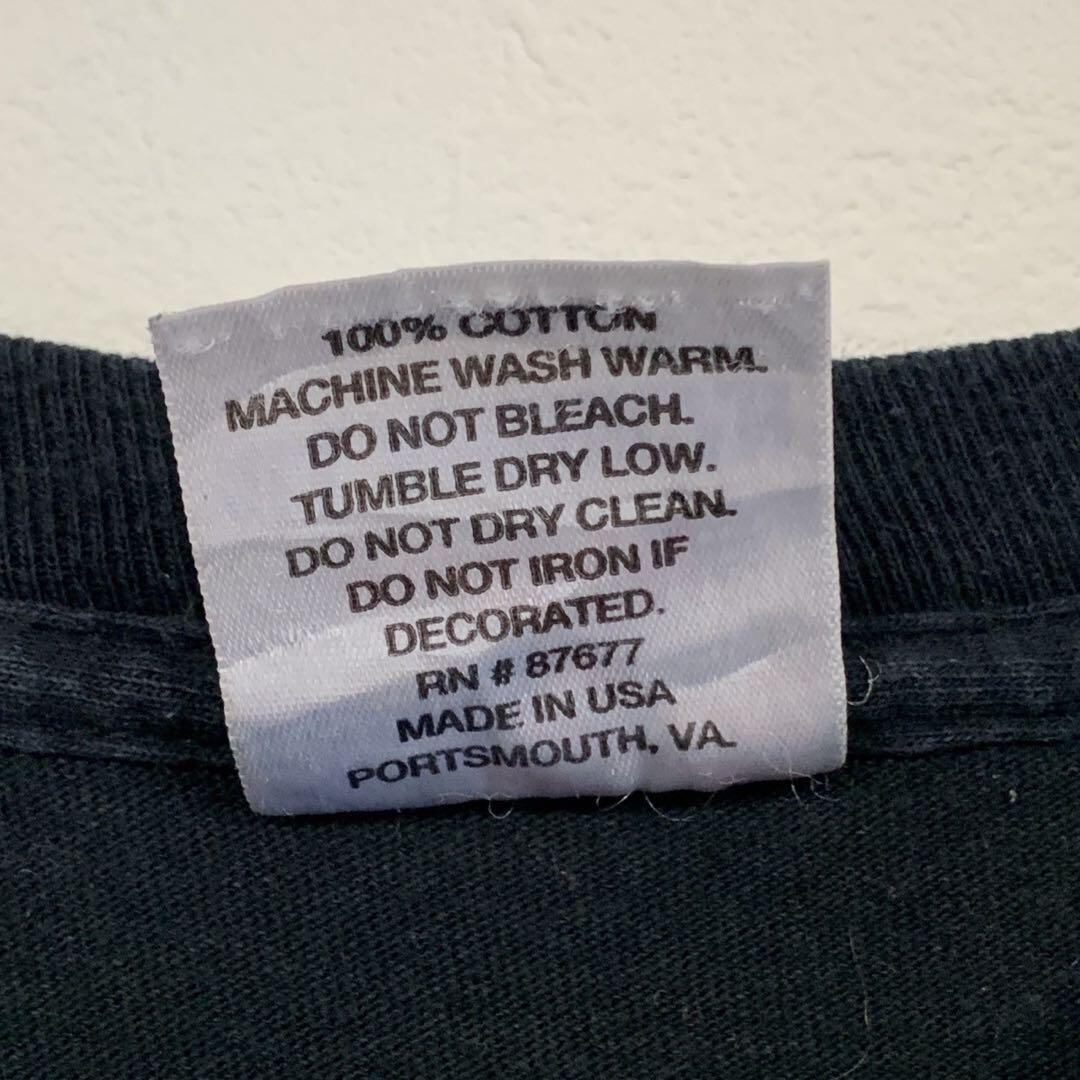 100% COTTON
MACHINE WASH WARM.
DO NOT BLEACH.
TUMBLE DRY LOW.
DO NOT DRY CLEAN.
DO NOT IRON IF
DECORATED.
RN # 87677
MADE IN USA
PORTSMOUTH, VA.